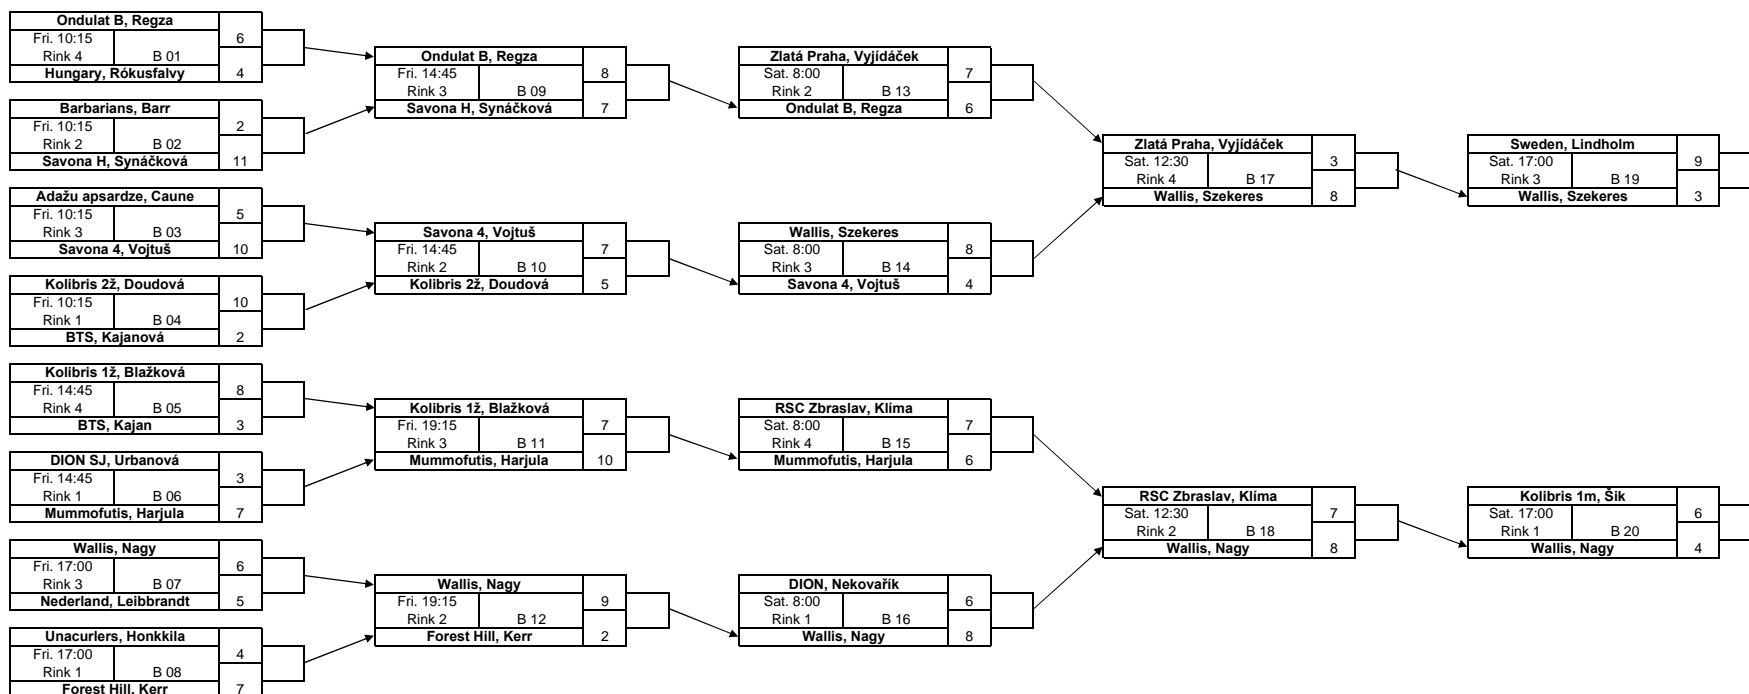 Ondulat B, Regza
Fri. 10:15
6
Rink 4
B 01
Hungary, Rókusfalvy
4
Barbarians, Barr
Fri. 10:15
2
Rink 2
B 02
Savona H, Synáčková
11
Adažu apsardze, Caune
Fri. 10:15
5
Rink 3
B 03
Savona 4, Vojtuš
10
Kolibris 2ž, Doudová
Fri. 10:15
10
Rink 1
B 04
BTS, Kajanová
2
Kolibris 1ž, Blažková
Fri. 14:45
8
Rink 4
B 05
BTS, Kajan
3
DION SJ, Urbanová
Fri. 14:45
3
Rink 1
B 06
Mummofutis, Harjula
7
Wallis, Nagy
Fri. 17:00
6
Rink 3
B 07
Nederland, Leibbrandt
5
Unacurlers, Honkkila
Fri. 17:00
4
Rink 1
B 08
Forest Hill, Kerr
7
Ondulat B, Regza
Fri. 14:45
8
Rink 3
B 09
Savona H, Synáčková
7
Savona 4, Vojtuš
Fri. 14:45
7
Rink 2
B 10
Kolibris 2ž, Doudová
5
Kolibris 1ž, Blažková
Fri. 19:15
7
Rink 3
B 11
Mummofutis, Harjula
10
Wallis, Nagy
Fri. 19:15
9
Rink 2
B 12
Forest Hill, Kerr
2
Zlatá Praha, Vyjídáček
Sat. 8:00
7
Rink 2
B 13
Ondulat B, Regza
6
Wallis, Szekeres
Sat. 8:00
8
Rink 3
B 14
Savona 4, Vojtuš
4
RSC Zbraslav, Klíma
Sat. 8:00
7
Rink 4
B 15
Mummofutis, Harjula
6
DION, Nekovařík
Sat. 8:00
6
Rink 1
B 16
Wallis, Nagy
8
Zlatá Praha, Vyjídáček
Sat. 12:30
3
Rink 4
B 17
Wallis, Szekeres
8
RSC Zbraslav, Klíma
Sat. 12:30
7
Rink 2
B 18
Wallis, Nagy
8
Sweden, Lindholm
Sat. 17:00
9
Rink 3
B 19
Wallis, Szekeres
3
Kolibris 1m, Šik
Sat. 17:00
6
Rink 1
B 20
Wallis, Nagy
4